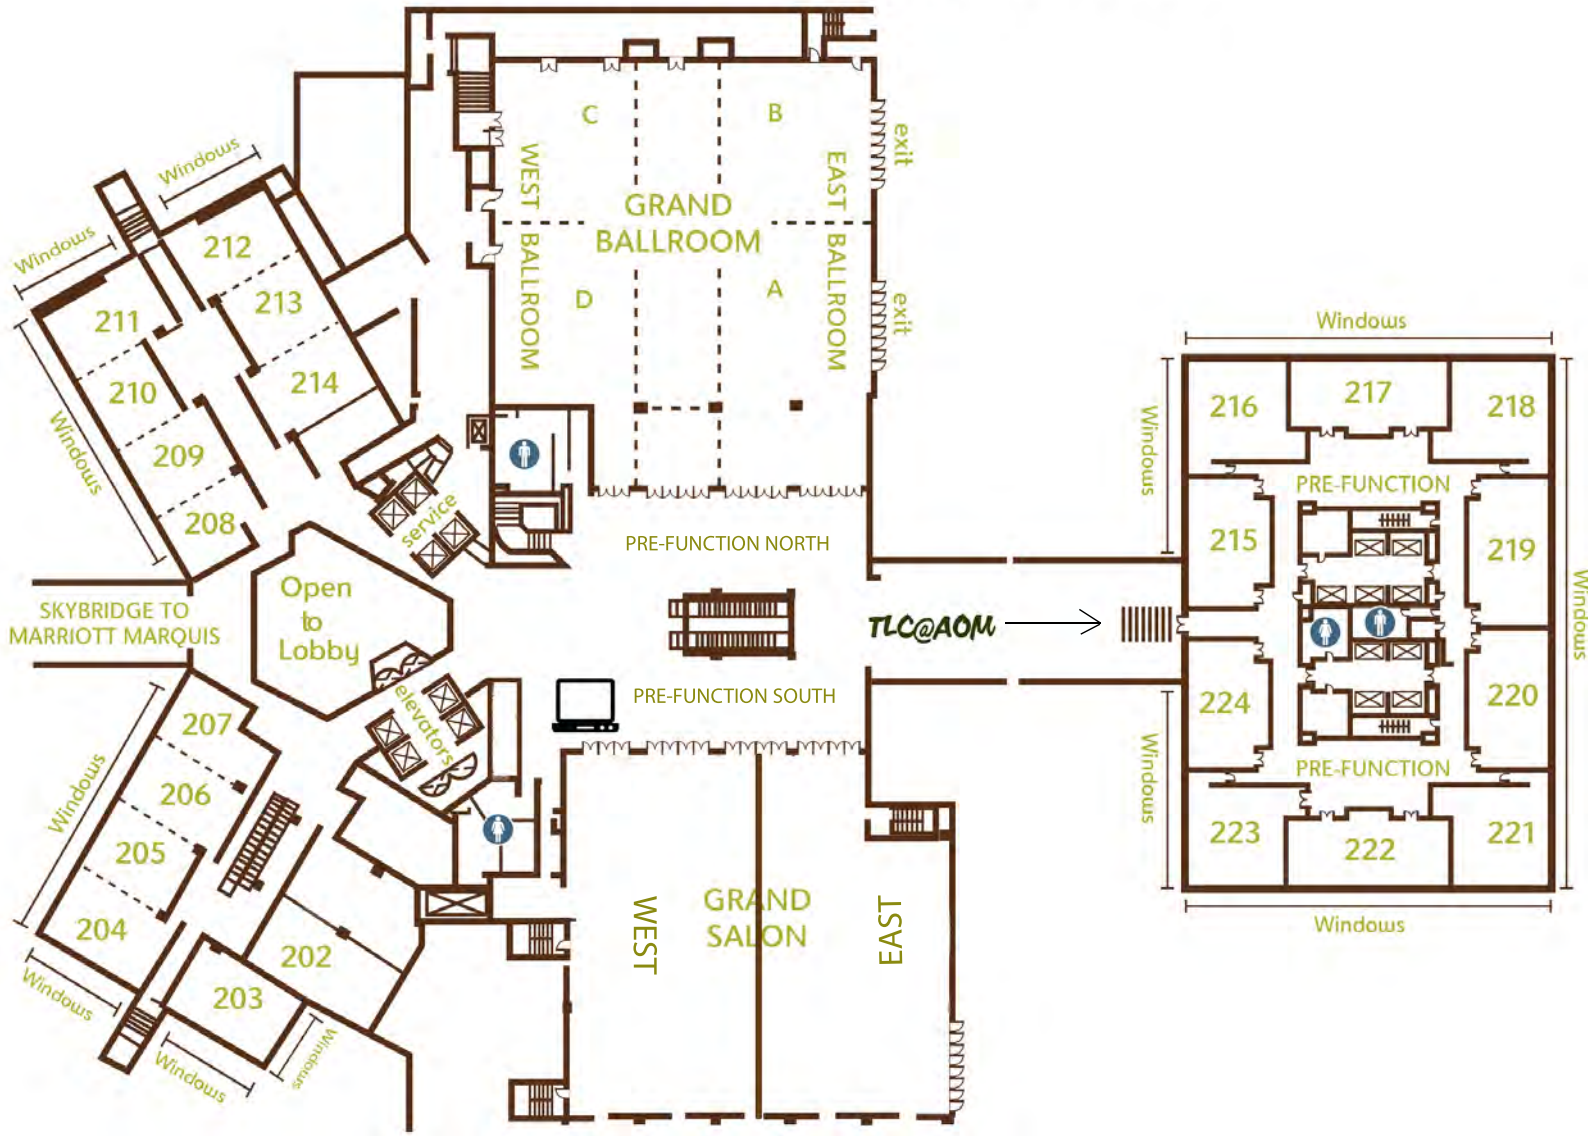 C
B
exit
WEST
EAST
GRAND
BALLROOM
BALLROOM
BALLROOM
D
A
exit
Windows
Windows
212
213
211
210
214
209
208
Windows
service
PRE-FUNCTION NORTH
Open
to
Lobby
SKYBRIDGE TO
MARRIOTT MARQUIS
TLC@AOM
PRE-FUNCTION SOUTH
elevators
207
206
205
204
Windows
Windows
202
203
Windows
Windows
WEST
GRAND
SALON
EAST
Windows
216
217
218
Windows
PRE-FUNCTION
215
219
Windows
224
220
Windows
PRE-FUNCTION
223
222
221
Windows